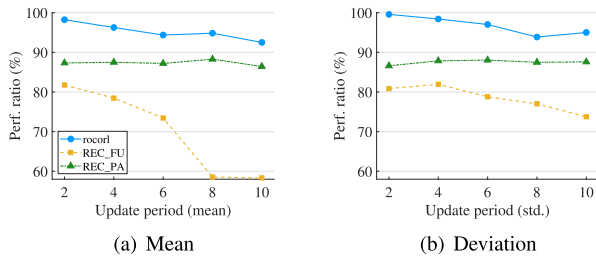 100
90
80
70
60
Perf. ratio (%)
rocorl
REC_FU
REC_PA
2 4 6 8 10
Update period (mean)
(a) Mean
100
90
80
70
60
Perf. ratio (%)
2 4 6 8 10
Update period (std.)
(b) Deviation